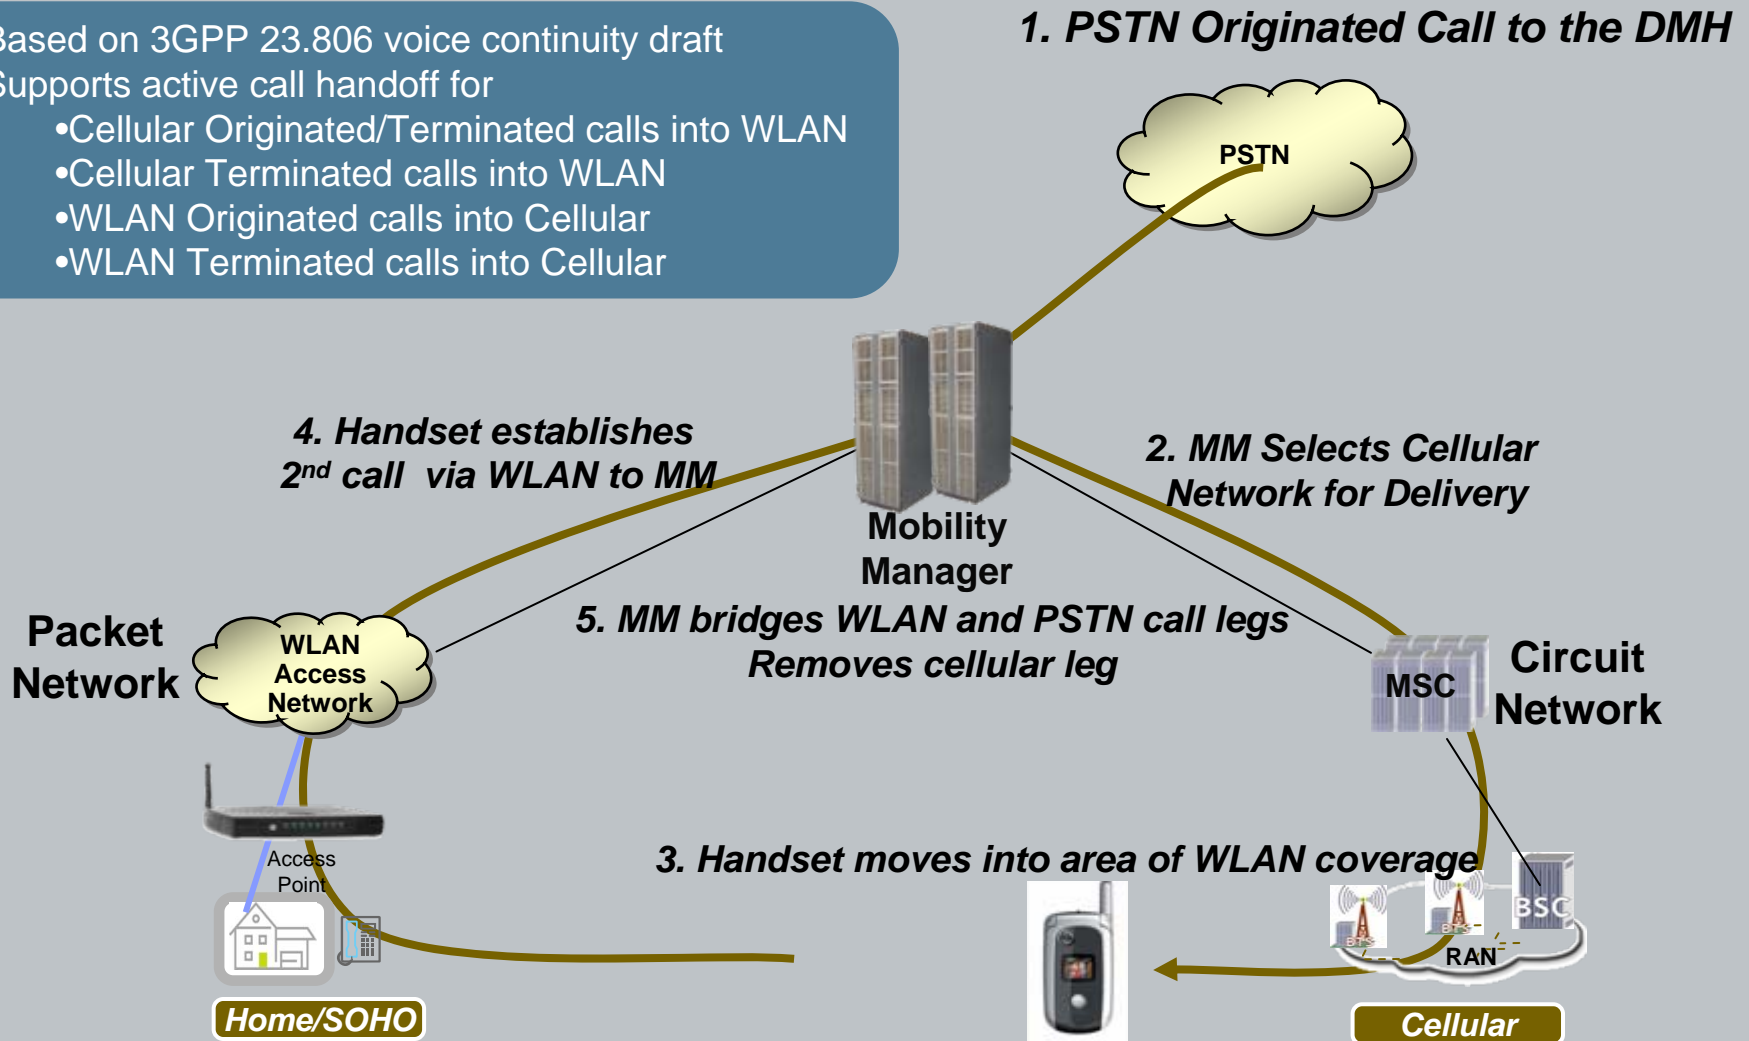 Based on 3GPP 23.806 voice continuity draft
Supports active call handoff for
•Cellular Originated/Terminated calls into WLAN
•Cellular Terminated calls into WLAN
•WLAN Originated calls into Cellular
•WLAN Terminated calls into Cellular
1. PSTN Originated Call to the DMH
PSTN
4. Handset establishes
2nd call via WLAN to MM
2. MM Selects Cellular
Network for Delivery
Mobility
Manager
5. MM bridges WLAN and PSTN call legs
Removes cellular leg
Packet
Network
WLAN
Access
Network
MSC
Circuit
Network
Access
Point
3. Handset moves into area of WLAN coverage
BTS
BTS
BSC
RAN
Home/SOHO
Cellular